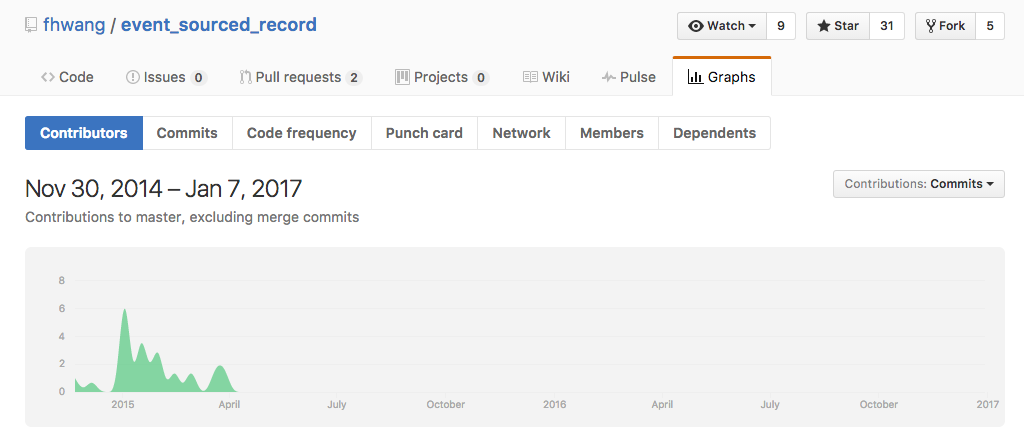 fhwang / event_sourced_record
Watch 9 Star 31 Fork 5
Code Issues 0 Pull requests 2 Projects 0 Wiki Pulse Graphs
Contributors Commits Code frequency Punch card Network Members Dependents
Nov 30, 2014 – Jan 7, 2017
Contributions: Commits
Contributions to master, excluding merge commits
8
6
4
2
0
2015 April July October 2016 April July October 2017